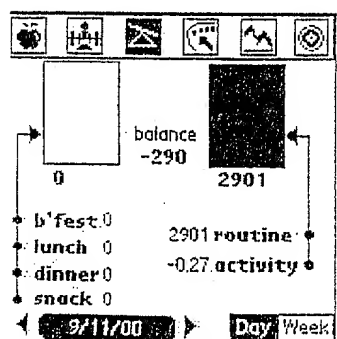 balance
-290
0 2901
b'fest 0
lunch 0
dinner 0
snack 0
2901 routine
-0.27 activity
9/11/00 Day Week